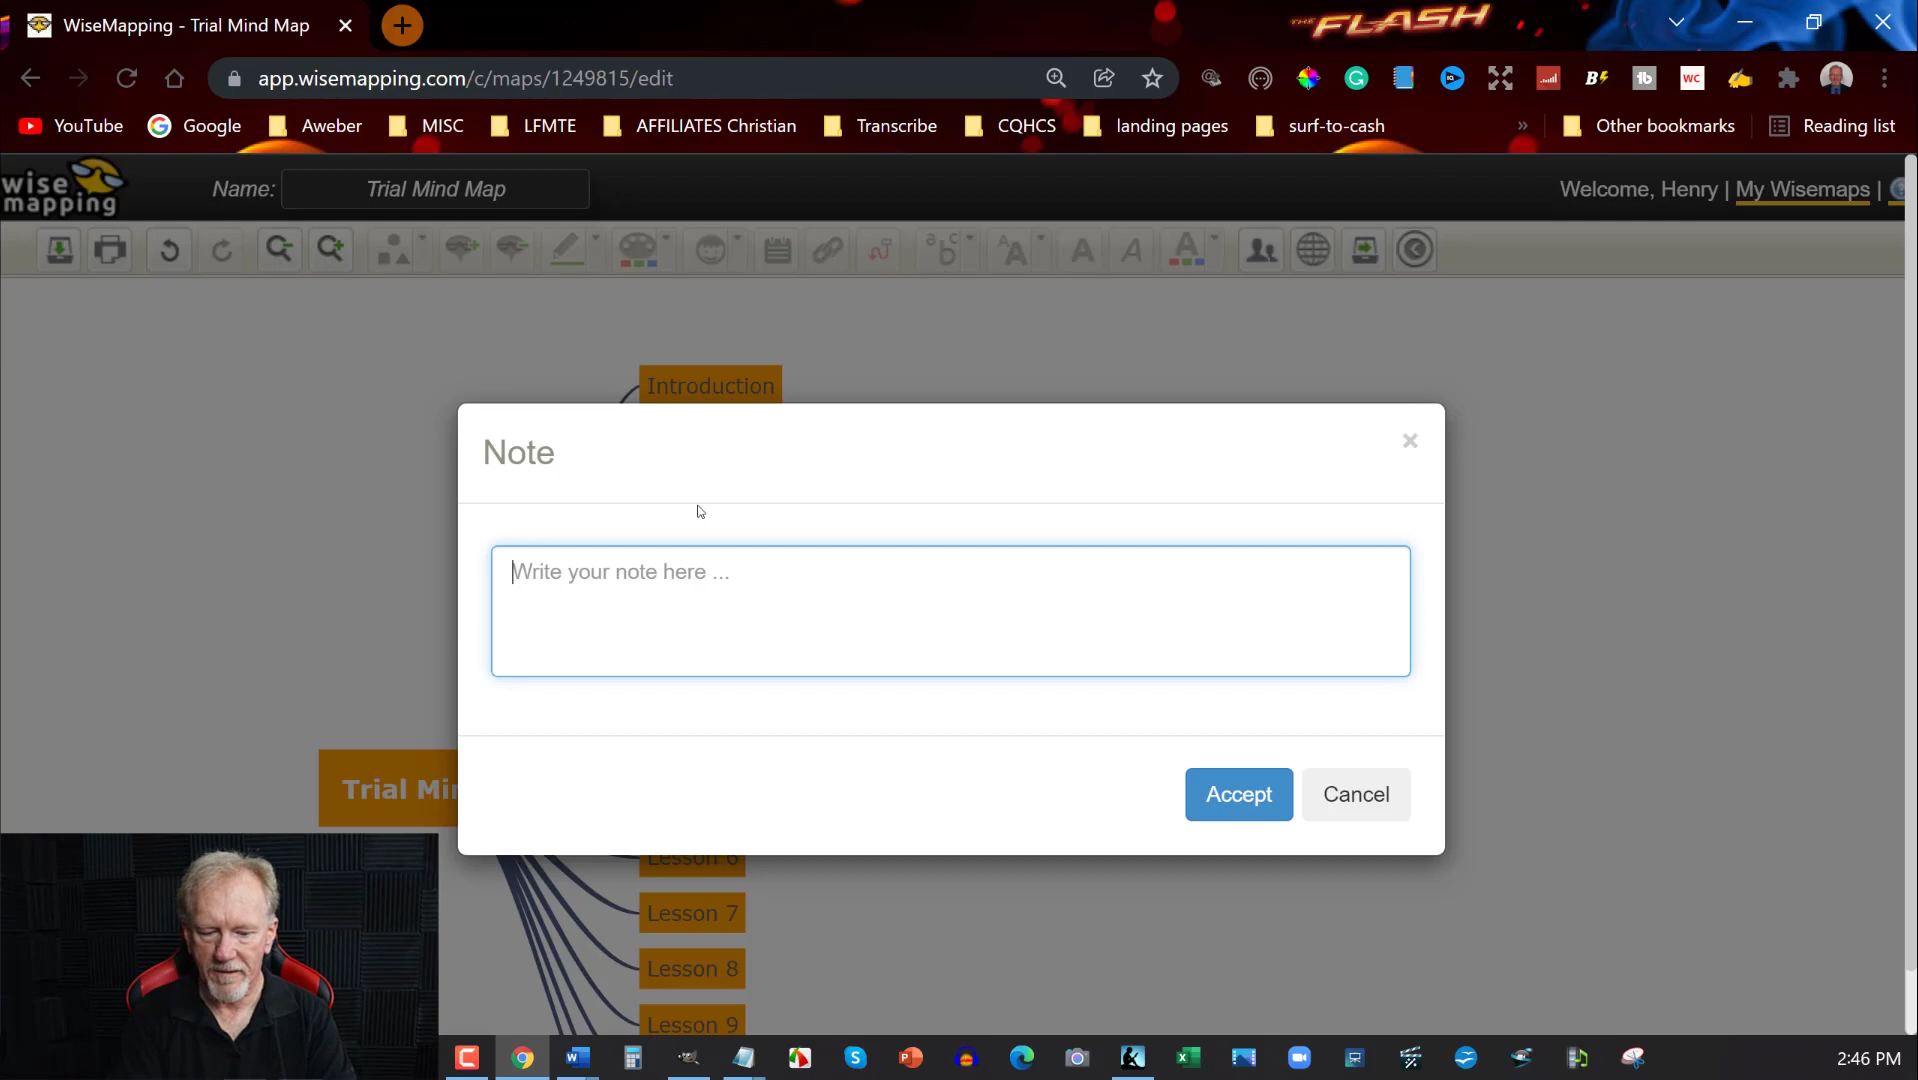 THE FLASH
WiseMapping - Trial Mind Map
app.wisemapping.com/c/maps/1249815/edit
YouTube
Google
Aweber
MISC
LFMTE
AFFILIATES Christian
Transcribe
CQHCS
landing pages
surf-to-cash
»
Other bookmarks
Reading list
wise mapping
Name: Trial Mind Map
Welcome, Henry | My Wisemaps |
Introduction
Note
×
Write your note here ...
Accept
Cancel
Trial Mi
Lesson 6
Lesson 7
Lesson 8
Lesson 9
2:46 PM